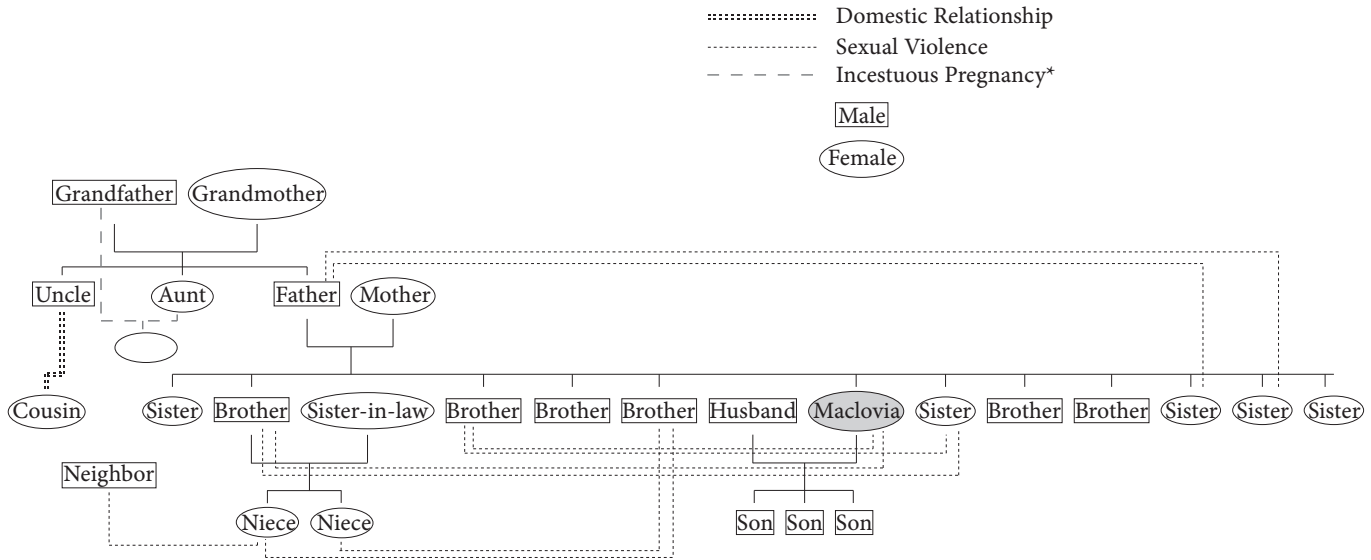 Domestic Relationship
Sexual Violence
Incestuous Pregnancy*
Male
Female
Grandfather Grandmother
Uncle Aunt Father Mother
Cousin Sister Brother Sister-in-law Brother Brother Brother Husband Maclovia Sister Brother Brother Sister Sister Sister
Neighbor
Niece Niece Son Son Son